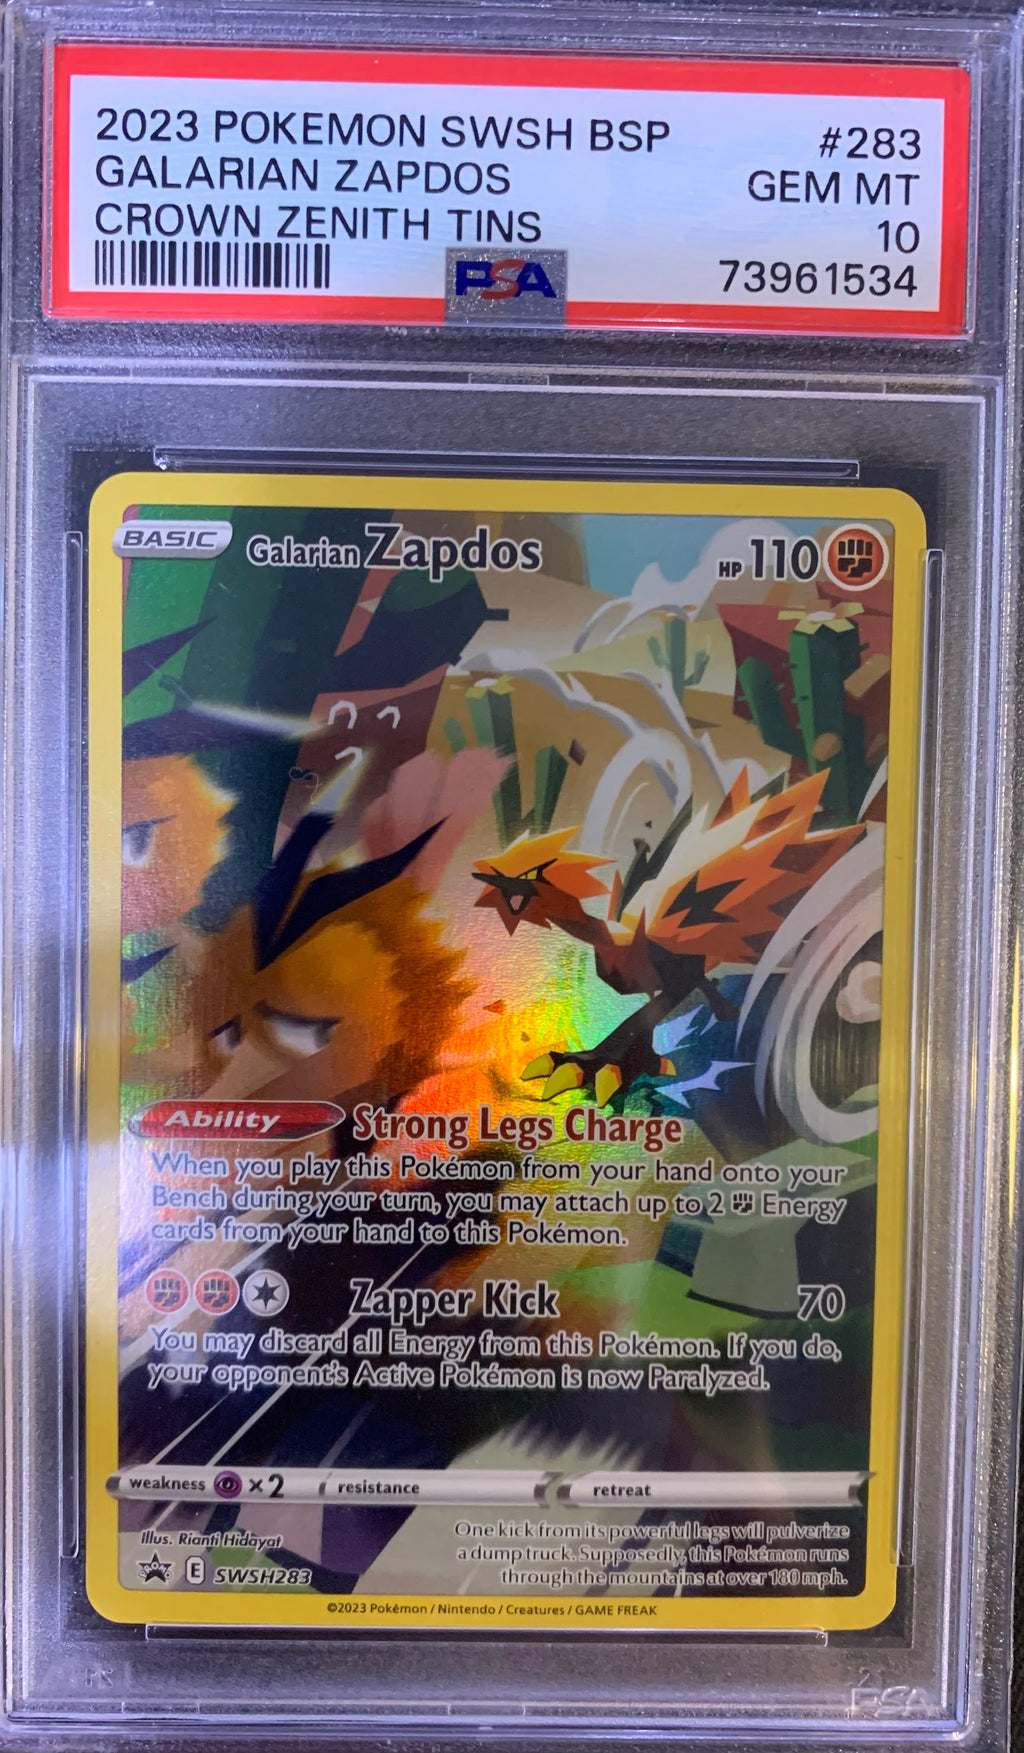 2023 POKEMON SWSH BSP #283
GALARIAN ZAPDOS GEM MT
CROWN ZENITH TINS 10
PSA 73961534
BASIC Galarian Zapdos HP 110
Ability Strong Legs Charge
When you play this Pokémon from your hand onto your
Bench during your turn, you may attach up to 2 Energy
cards from your hand to this Pokémon.
Zapper Kick 70
You may discard all Energy from this Pokémon. If you do,
your opponent's Active Pokémon is now Paralyzed.
weakness ×2 resistance retreat
Illus. Rianti Hidayat
E SWSH283
One kick from its powerful legs will pulverize
a dump truck. Supposedly, this Pokémon runs
through the mountains at over 180 mph.
©2023 Pokémon / Nintendo / Creatures / GAME FREAK
PSA